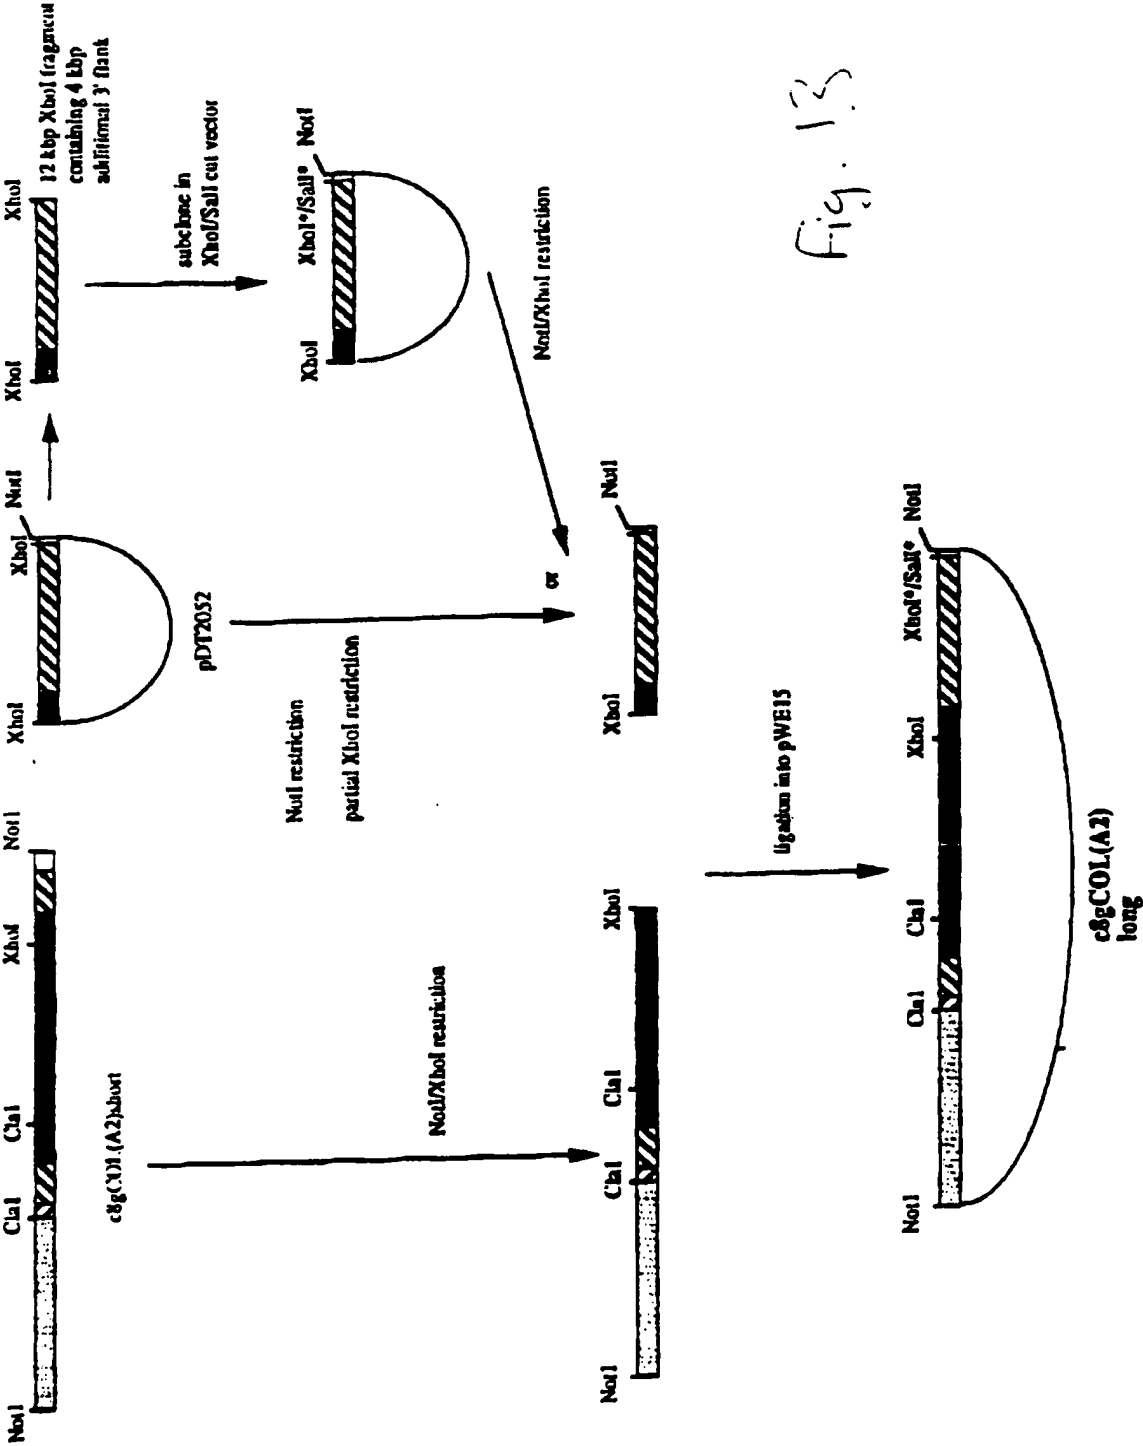 NotI ClaI ClaI XhoI NotI
c8gCOL(A2)short
NotI/XhoI restriction
XhoI XhoI NotI
pDT2052
NotI restriction
partial XhoI restriction
or
XhoI XhoI
12 kbp XhoI fragment
containing 4 kbp
additional 3' flank
subclone in
XhoI/SalI cut vector
XhoI XhoI*/SalI* NotI
NotI/XhoI restriction
NotI ClaI ClaI XhoI
XhoI NotI
ligation into pWE15
NotI ClaI ClaI XhoI XhoI*/SalI* NotI
c8gCOL(A2)
long
Fig. 13